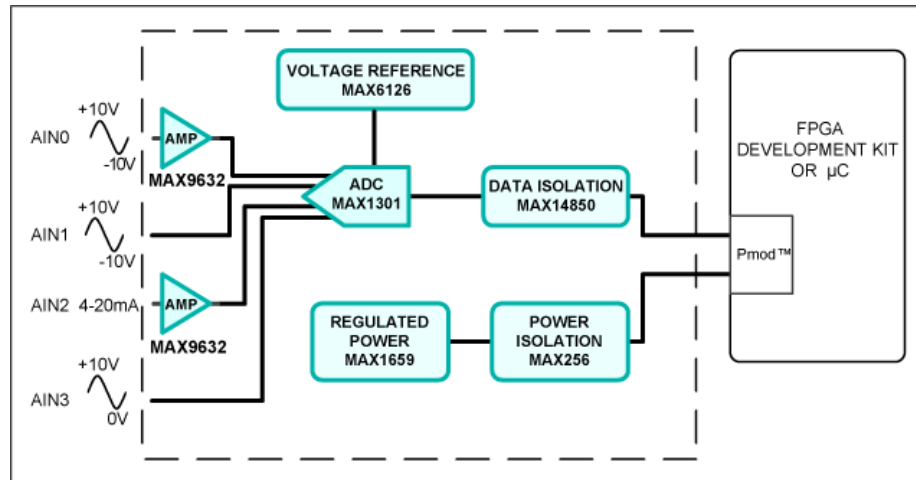 VOLTAGE REFERENCE
MAX6126
+10V
AIN0
-10V
AMP
MAX9632
ADC
MAX1301
DATA ISOLATION
MAX14850
FPGA
DEVELOPMENT KIT
OR µC
+10V
AIN1
-10V
Pmod™
AIN2 4-20mA
AMP
MAX9632
REGULATED
POWER
MAX1659
POWER
ISOLATION
MAX256
+10V
AIN3
0V